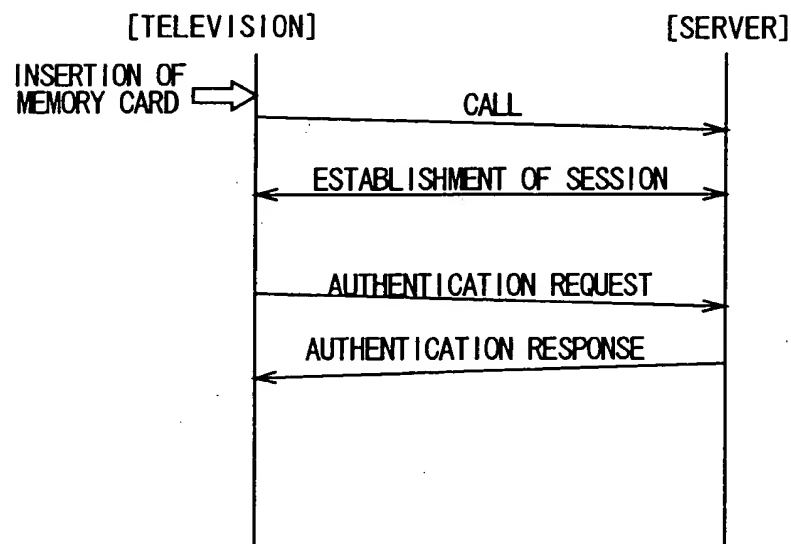 [TELEVISION]
[SERVER]
INSERTION OF
MEMORY CARD
CALL
ESTABLISHMENT OF SESSION
AUTHENTICATION REQUEST
AUTHENTICATION RESPONSE